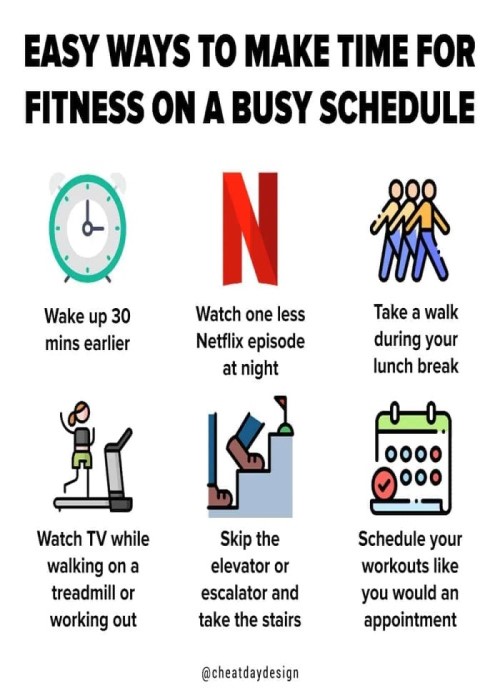 EASY WAYS TO MAKE TIME FOR
FITNESS ON A BUSY SCHEDULE
N
Wake up 30
mins earlier
Watch one less
Netflix episode
at night
Take a walk
during your
lunch break
Watch TV while
walking on a
treadmill or
working out
Skip the
elevator or
escalator and
take the stairs
Schedule your
workouts like
you would an
appointment
@cheatdaydesign